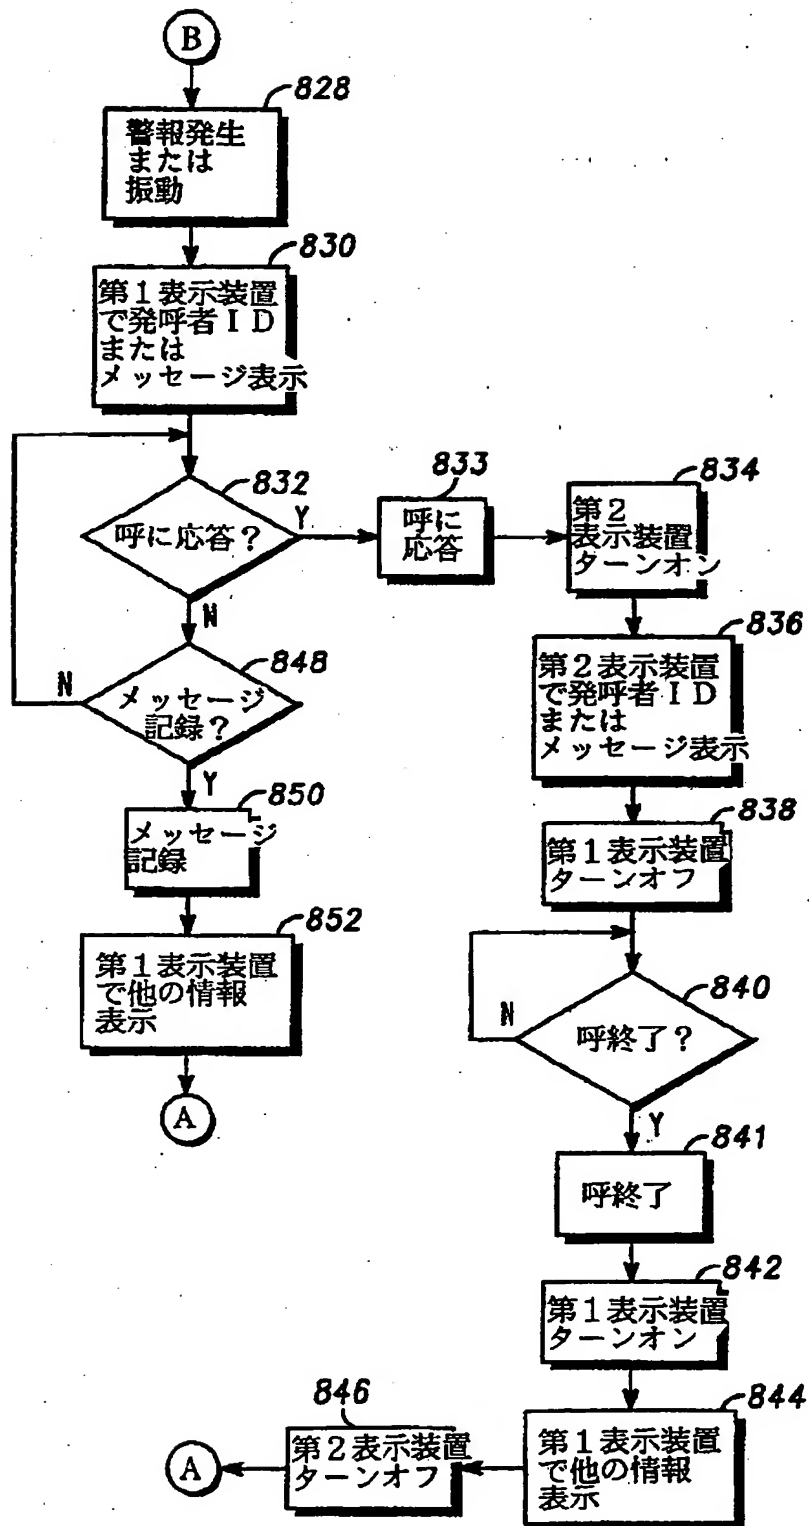 B
828
警報発生
または
振動
830
第1表示装置
で発呼者ID
または
メッセージ表示
832
呼に応答?
Y
N
833
呼に
応答
834
第2
表示装置
ターンオン
836
第2表示装置
で発呼者ID
または
メッセージ表示
838
第1表示装置
ターンオフ
840
呼終了?
N
Y
841
呼終了
842
第1表示装置
ターンオン
844
第1表示装置
で他の情報
表示
846
第2表示装置
ターンオフ
A
848
メッセージ
記録?
N
Y
850
メッセージ
記録
852
第1表示装置
で他の情報
表示
A